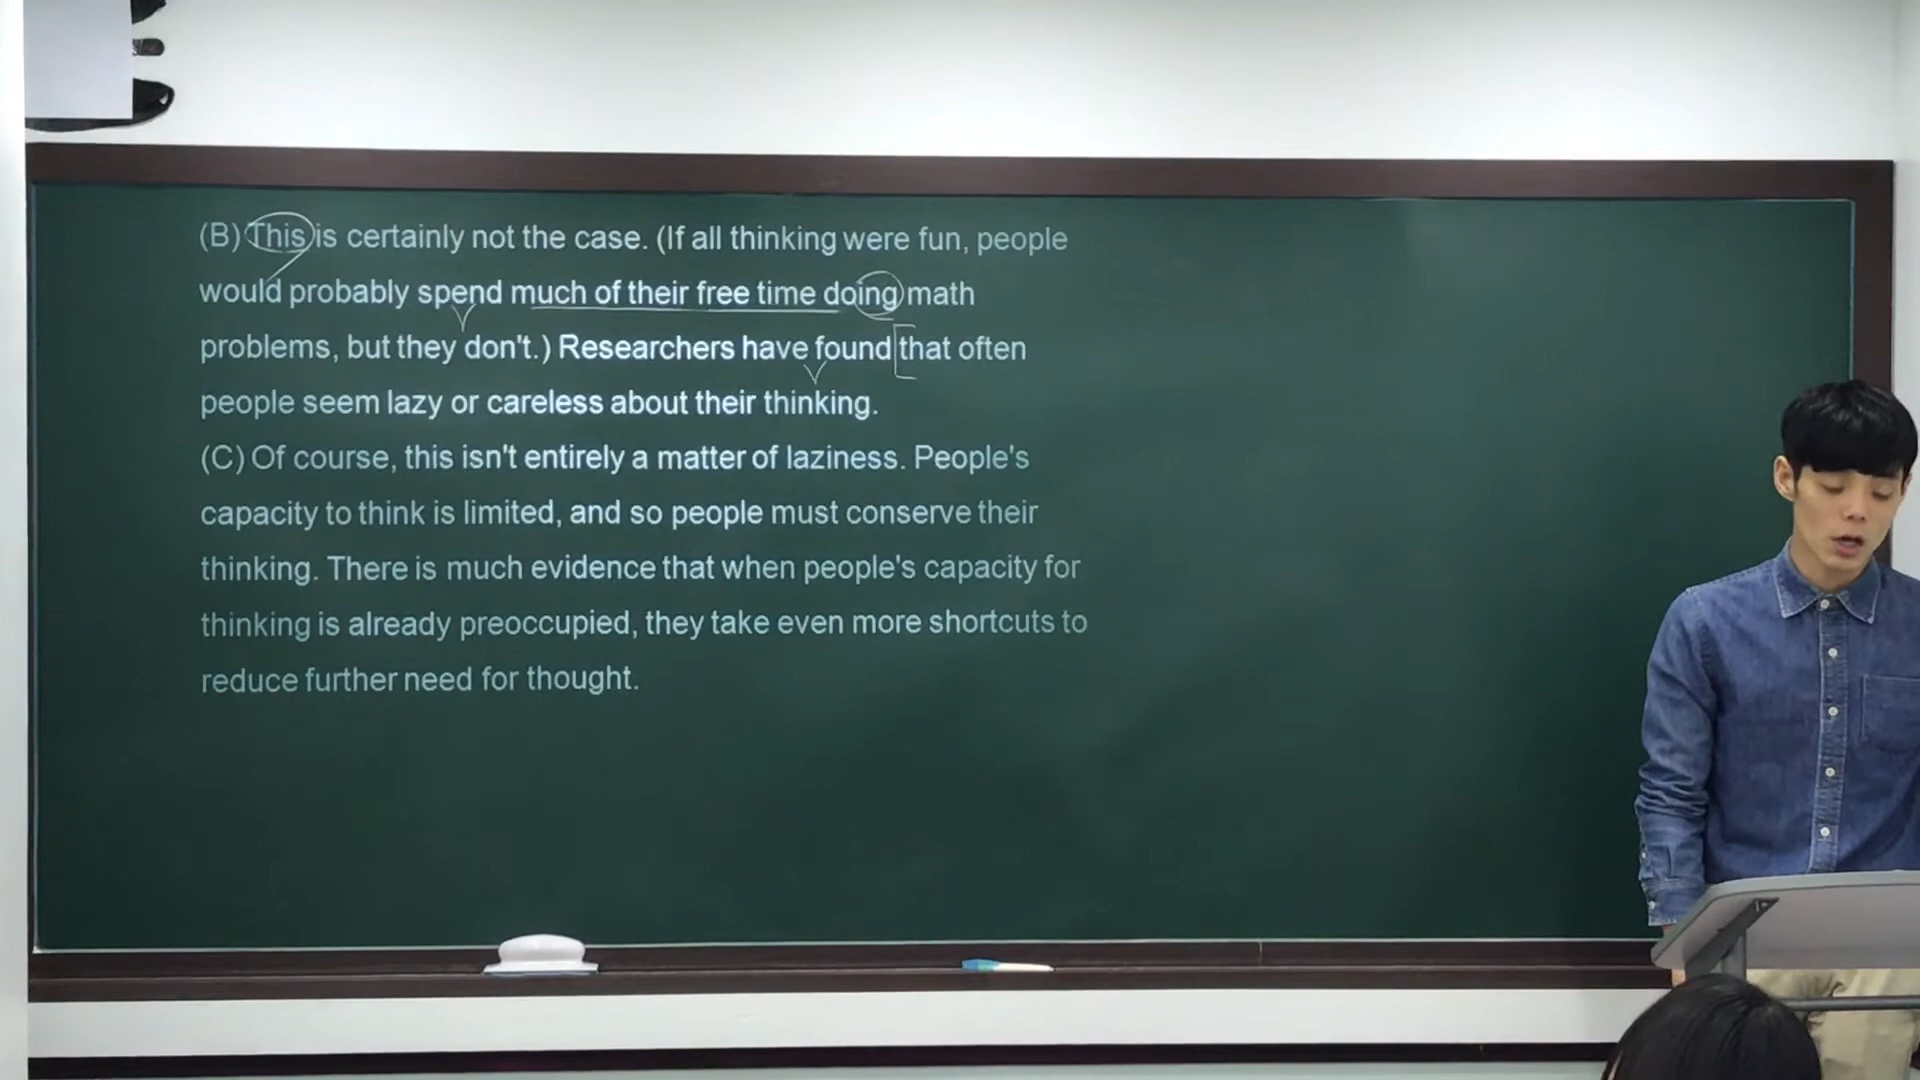 (B) This is certainly not the case. (If all thinking were fun, people
would probably spend much of their free time doing math
problems, but they don't.) Researchers have found that often
people seem lazy or careless about their thinking.
(C) Of course, this isn't entirely a matter of laziness. People's
capacity to think is limited, and so people must conserve their
thinking. There is much evidence that when people's capacity for
thinking is already preoccupied, they take even more shortcuts to
reduce further need for thought.